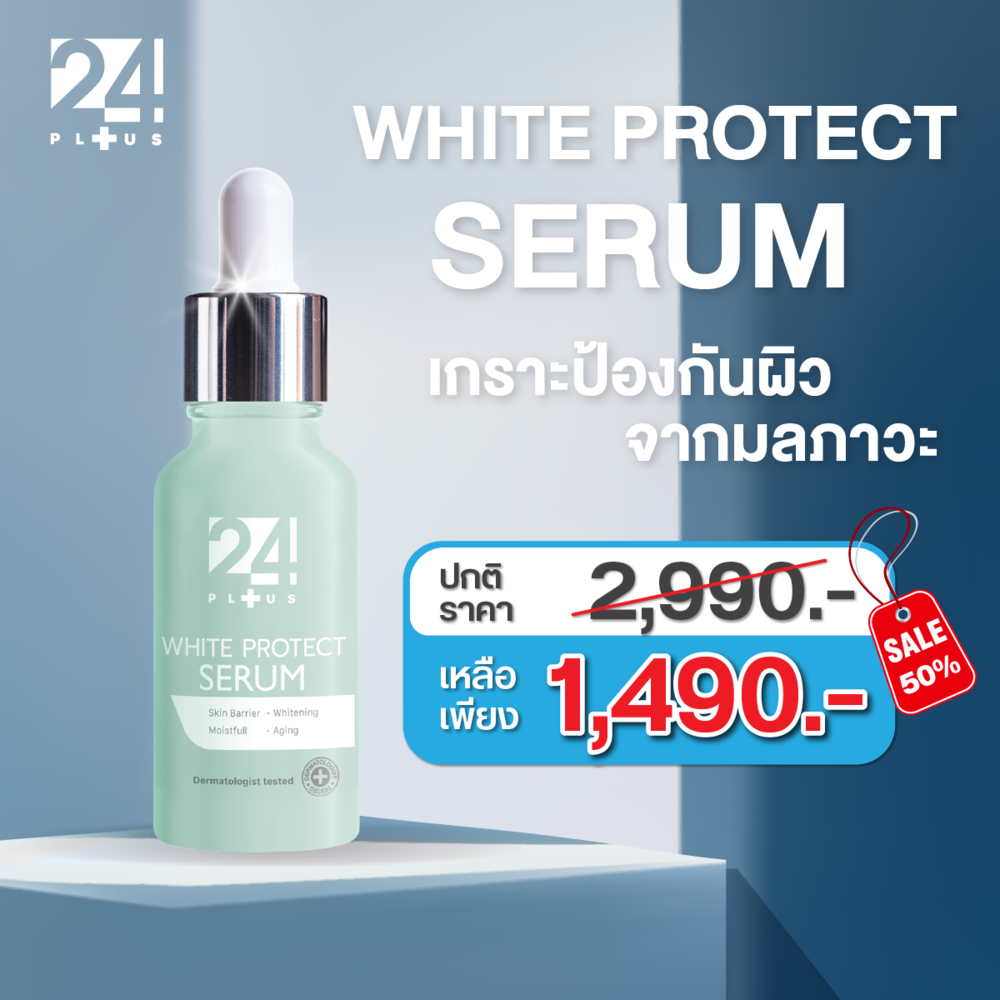 24
PLUS
WHITE PROTECT
SERUM
เกราะป้องกันผิว
จากมลภาวะ
ปกติ
ราคา
2,990.-
SALE
50%
เหลือ
เพียง
1,490.-
24
PLUS
WHITE PROTECT
SERUM
Skin Barrier • Whitening
Moistfull • Aging
Dermatologist tested